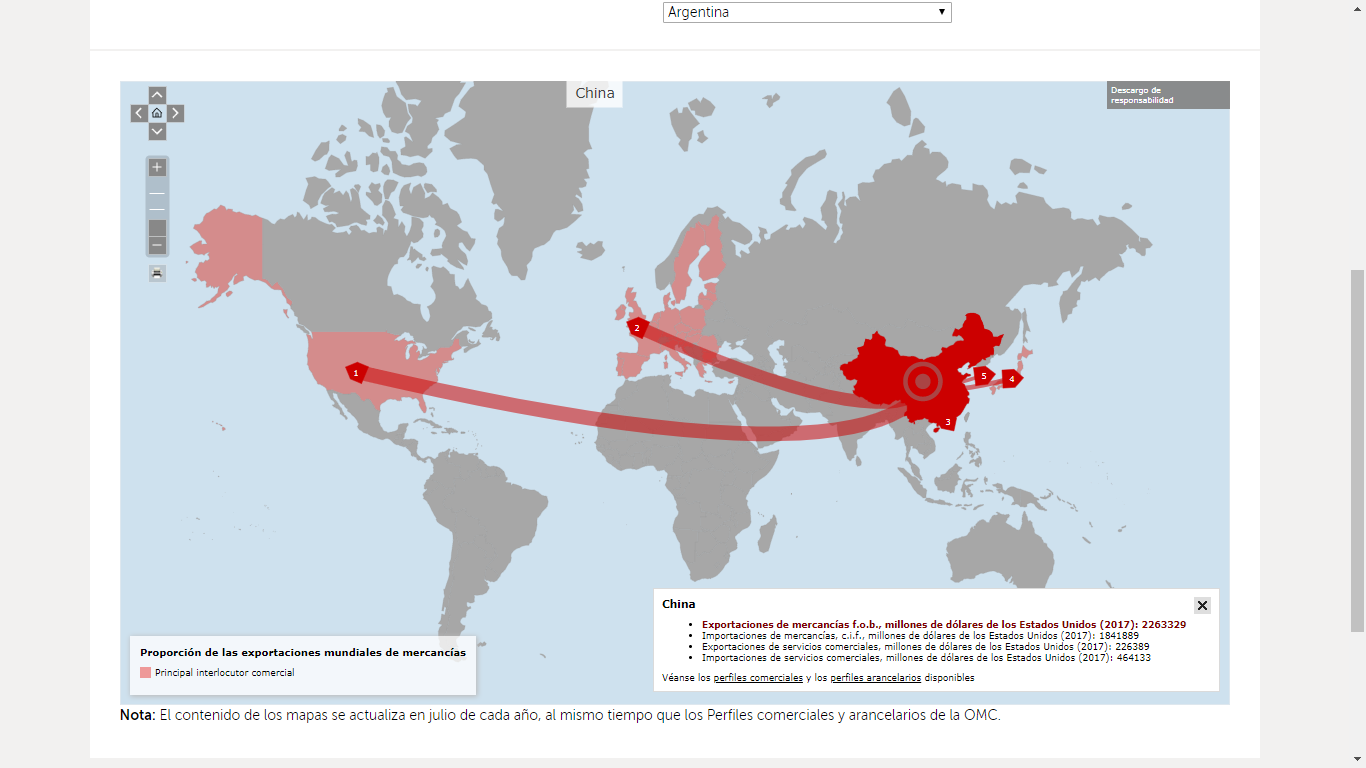 Argentina
China
Descargo de
responsabilidad
1
2
5
4
3
China
Exportaciones de mercancías f.o.b., millones de dólares de los Estados Unidos (2017): 2263329
Importaciones de mercancías, c.i.f., millones de dólares de los Estados Unidos (2017): 1841889
Exportaciones de servicios comerciales, millones de dólares de los Estados Unidos (2017): 226389
Importaciones de servicios comerciales, millones de dólares de los Estados Unidos (2017): 464133
Véanse los perfiles comerciales y los perfiles arancelarios disponibles
Proporción de las exportaciones mundiales de mercancías
Principal interlocutor comercial
Nota: El contenido de los mapas se actualiza en julio de cada año, al mismo tiempo que los Perfiles comerciales y arancelarios de la OMC.